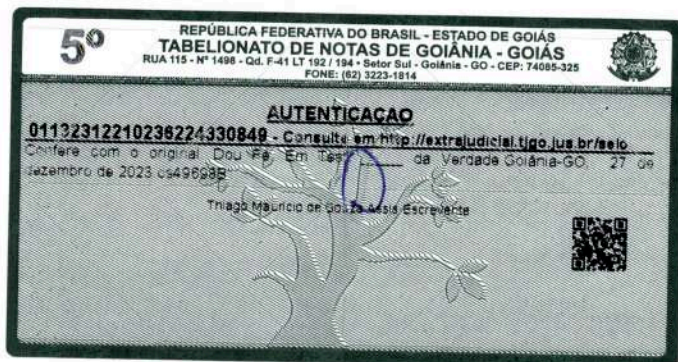 5º
REPÚBLICA FEDERATIVA DO BRASIL - ESTADO DE GOIÁS
TABELIONATO DE NOTAS DE GOIÂNIA - GOIÁS
RUA 115 - Nº 1498 - Qd. F-41 LT 192 / 194 • Setor Sul - Goiânia - GO - CEP: 74085-325
FONE: (62) 3223-1814
AUTENTICAÇÃO
01132312210236224330849 - Consulte em http://extrajudicial.tjgo.jus.br/selo
Confere com o original Dou Fé, Em Test da Verdade Goiânia-GO, 27 de
dezembro de 2023
Thiago Mauricio de Souza Assis Escrevente